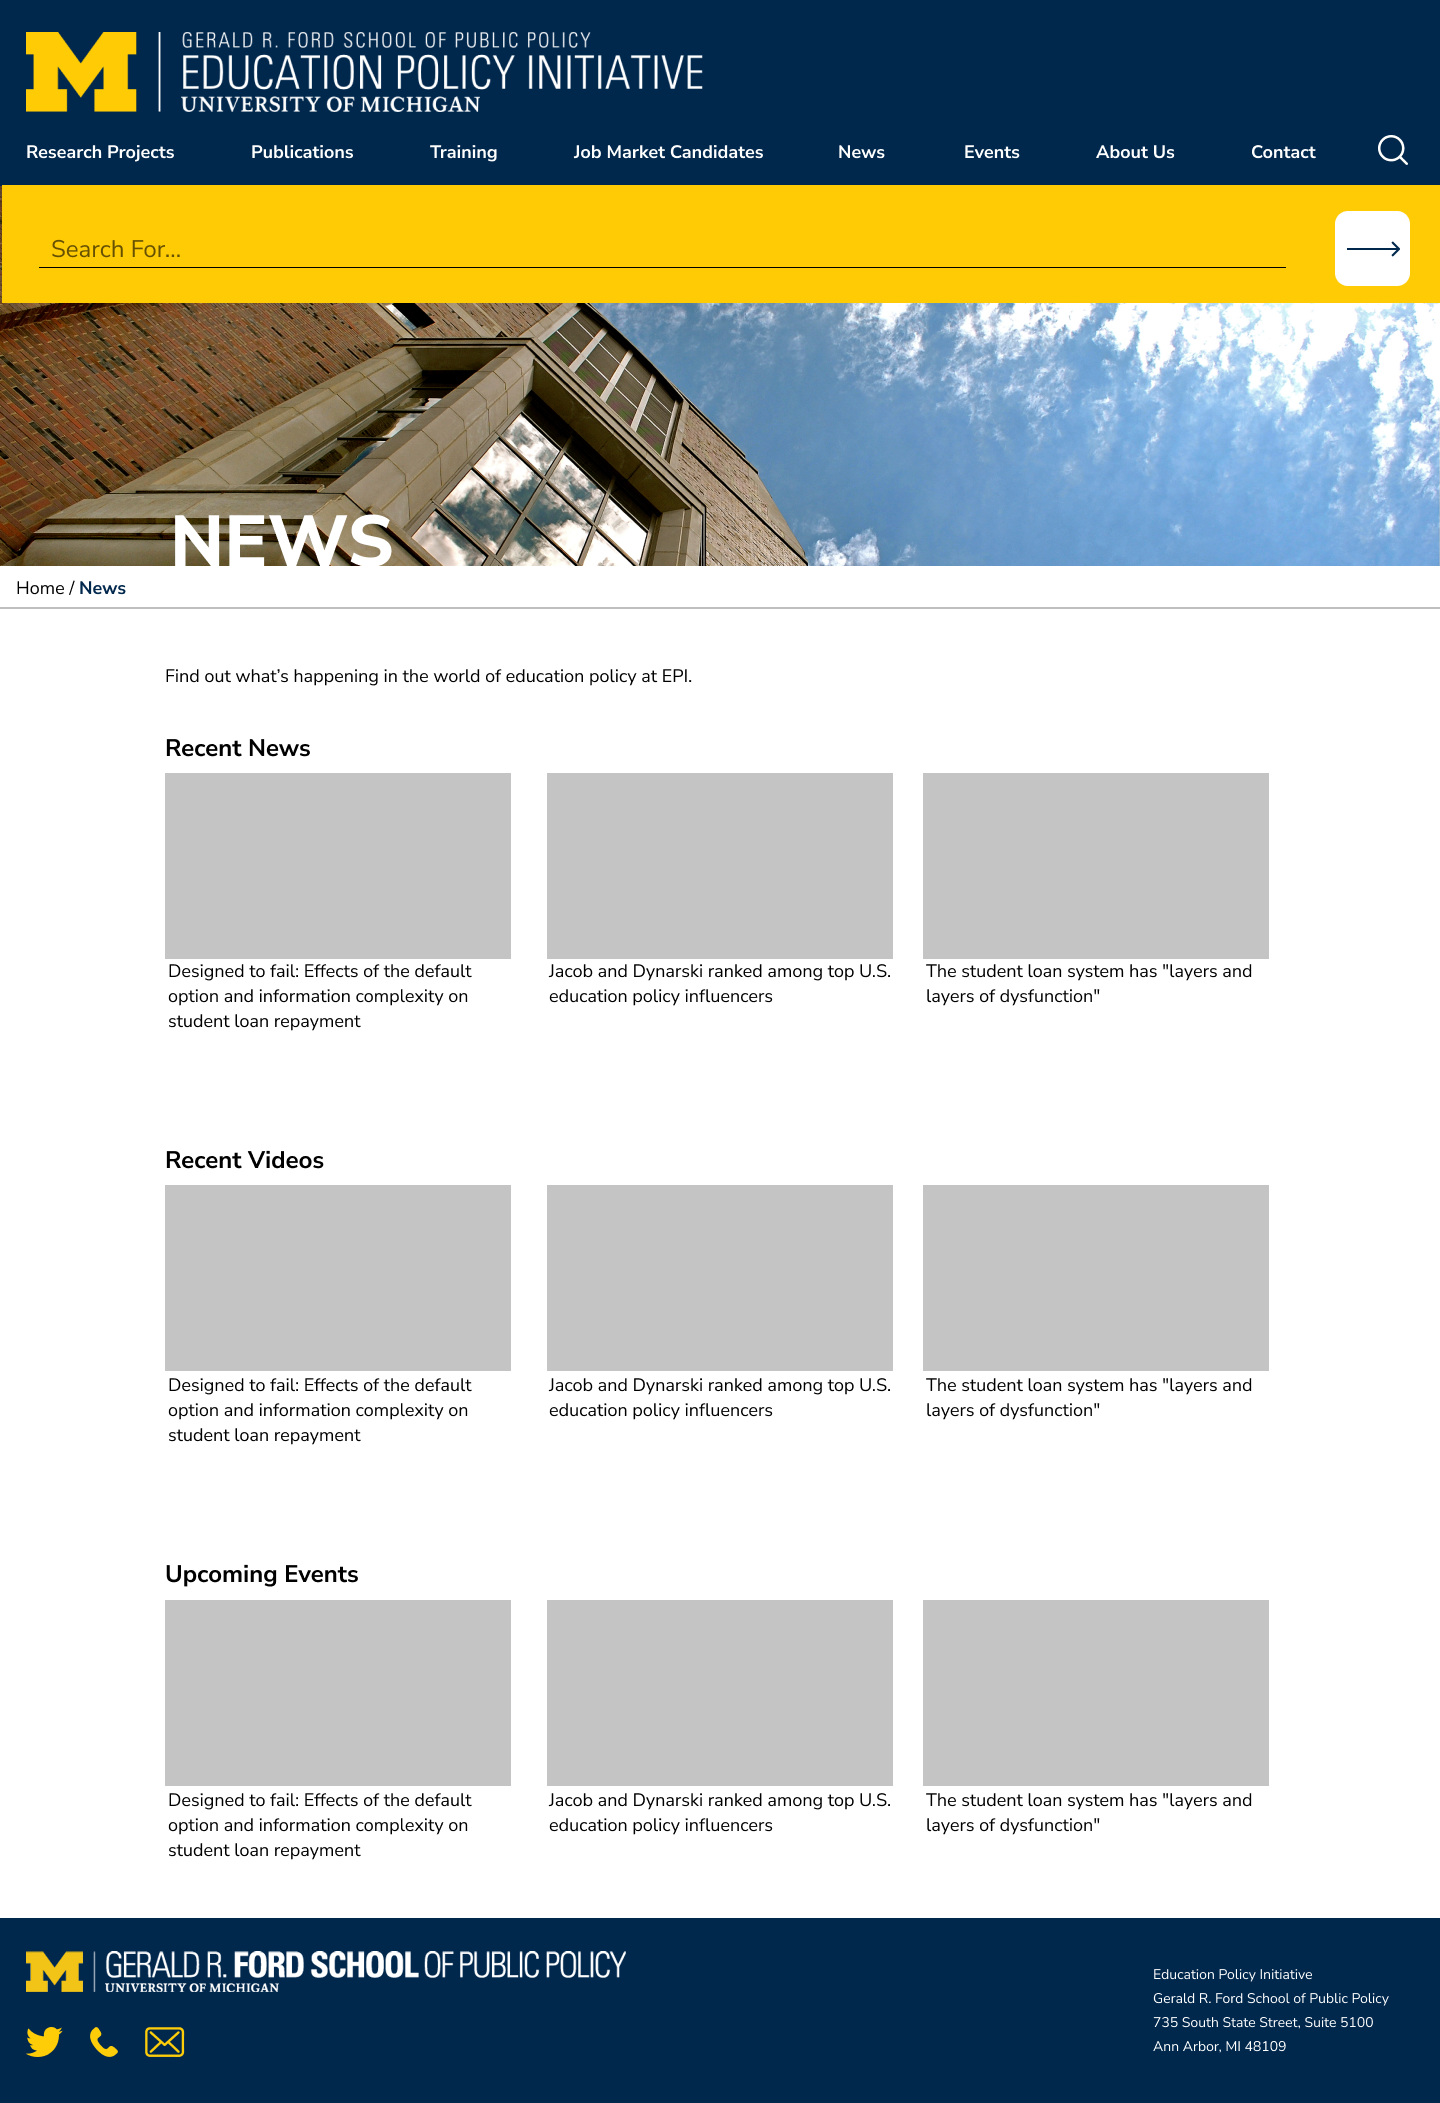 GERALD R. FORD SCHOOL OF PUBLIC POLICY
EDUCATION POLICY INITIATIVE
UNIVERSITY OF MICHIGAN
Research Projects Publications Training Job Market Candidates News Events About Us Contact
Search For...
NEWS
Home / News
Find out what’s happening in the world of education policy at EPI.
Recent News
Designed to fail: Effects of the default
option and information complexity on
student loan repayment
Jacob and Dynarski ranked among top U.S.
education policy influencers
The student loan system has "layers and
layers of dysfunction"
Recent Videos
Designed to fail: Effects of the default
option and information complexity on
student loan repayment
Jacob and Dynarski ranked among top U.S.
education policy influencers
The student loan system has "layers and
layers of dysfunction"
Upcoming Events
Designed to fail: Effects of the default
option and information complexity on
student loan repayment
Jacob and Dynarski ranked among top U.S.
education policy influencers
The student loan system has "layers and
layers of dysfunction"
GERALD R. FORD SCHOOL OF PUBLIC POLICY
UNIVERSITY OF MICHIGAN
Education Policy Initiative
Gerald R. Ford School of Public Policy
735 South State Street, Suite 5100
Ann Arbor, MI 48109